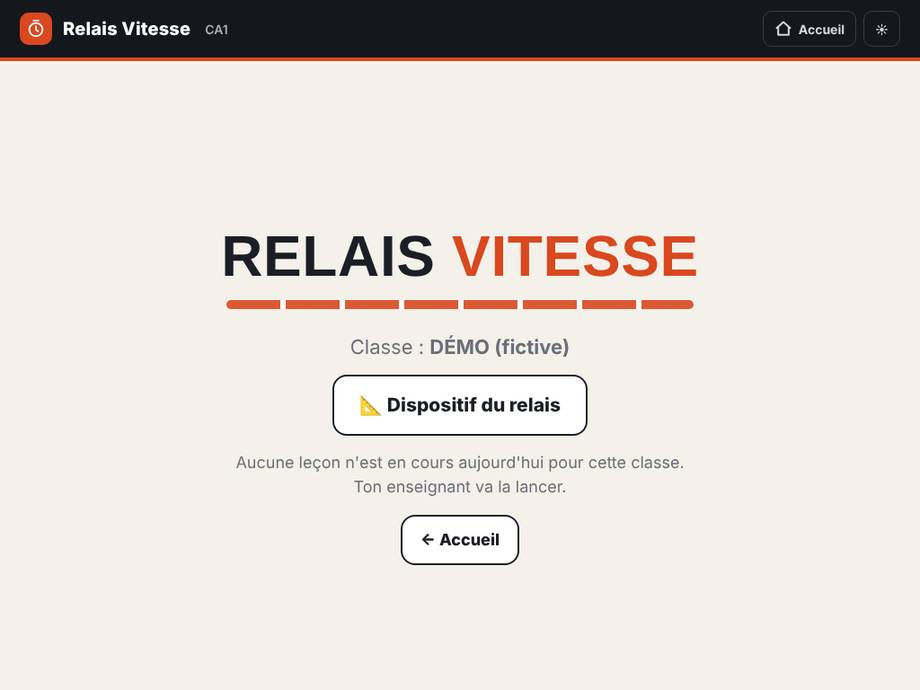 Relais Vitesse CA1
Accueil
RELAIS VITESSE
Classe : DÉMO (fictive)
📐 Dispositif du relais
Aucune leçon n'est en cours aujourd'hui pour cette classe.
Ton enseignant va la lancer.
← Accueil